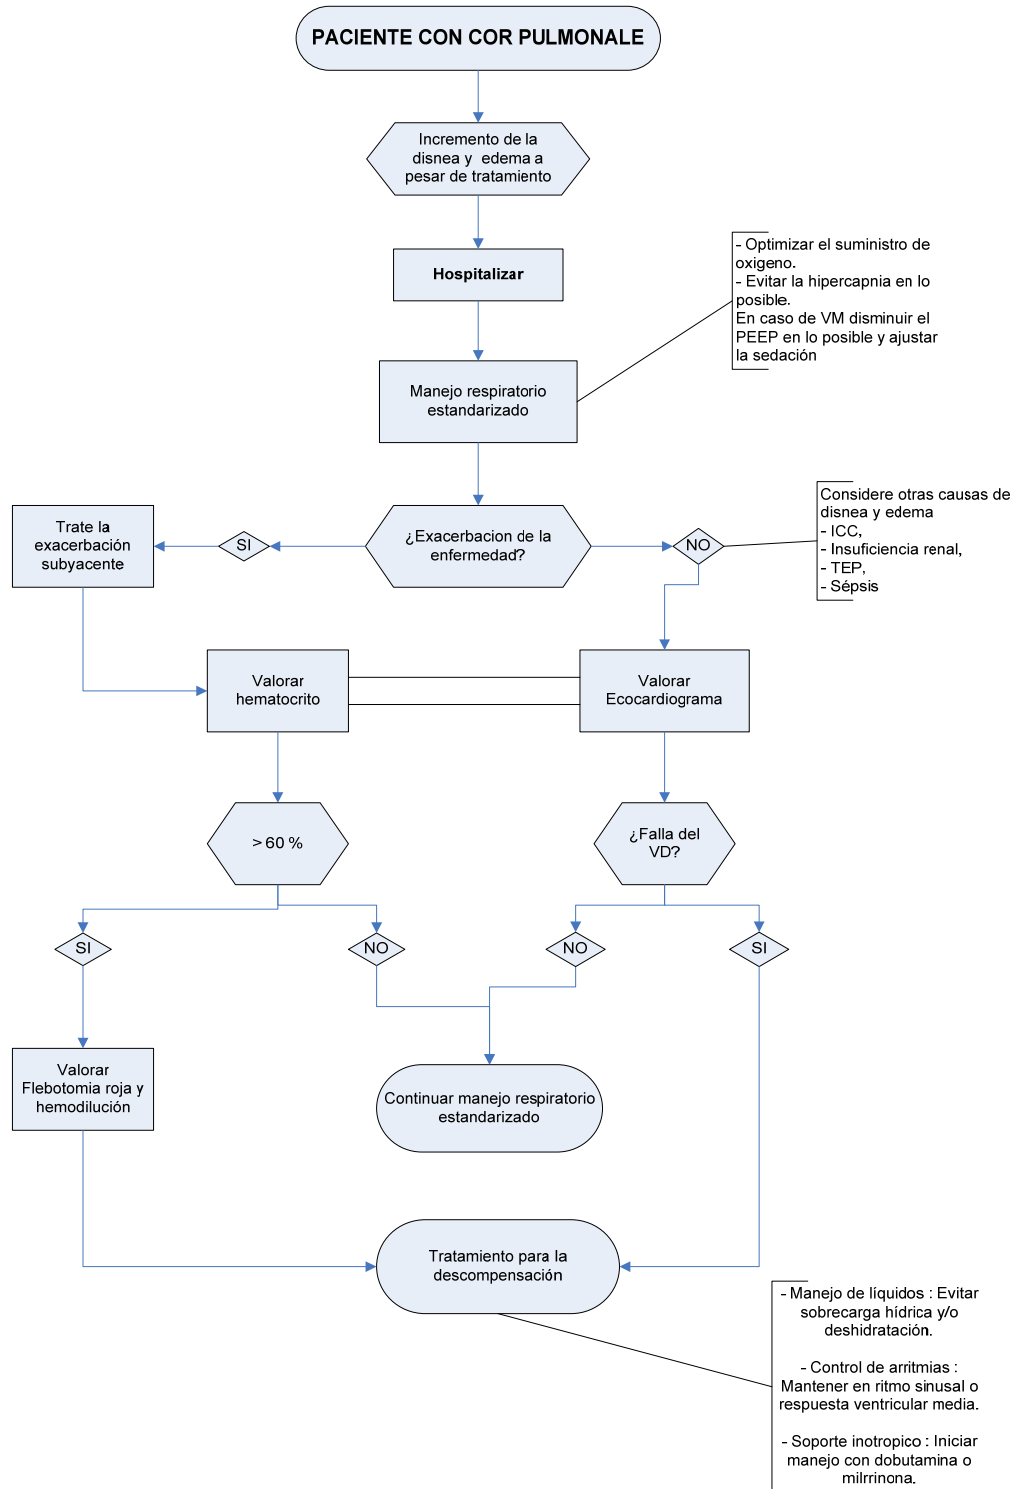 PACIENTE CON COR PULMONALE
Incremento de la
disnea y edema a
pesar de tratamiento
Hospitalizar
- Optimizar el suministro de
oxigeno.
- Evitar la hipercapnia en lo
posible.
En caso de VM disminuir el
PEEP en lo posible y ajustar
la sedación
Manejo respiratorio
estandarizado
Trate la
exacerbación
subyacente
SI
¿Exacerbacion de la
enfermedad?
NO
Considere otras causas de
disnea y edema
- ICC,
- Insuficiencia renal,
- TEP,
- Sépsis
Valorar
hematocrito
Valorar
Ecocardiograma
> 60 %
¿Falla del
VD?
SI
NO
NO
SI
Valorar
Flebotomia roja y
hemodilución
Continuar manejo respiratorio
estandarizado
Tratamiento para la
descompensación
- Manejo de líquidos : Evitar
sobrecarga hídrica y/o
deshidratación.
- Control de arritmias :
Mantener en ritmo sinusal o
respuesta ventricular media.
- Soporte inotropico : Iniciar
manejo con dobutamina o
milrrinona.